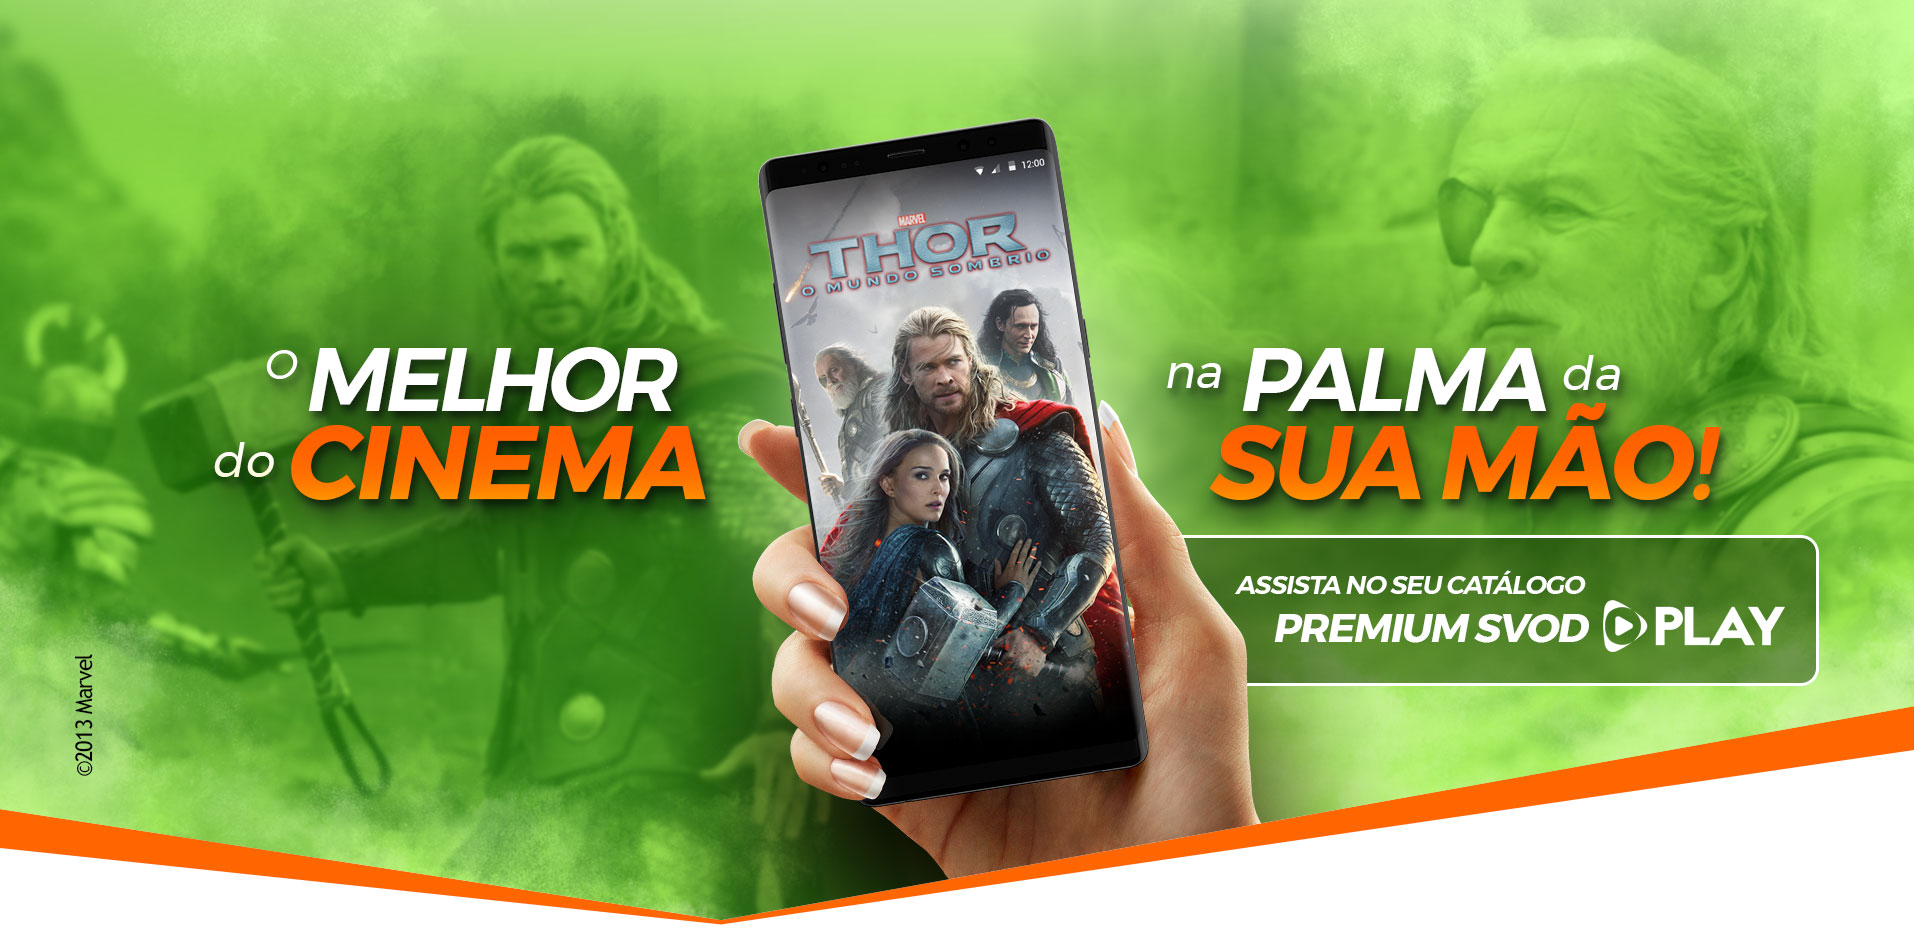 O MELHOR
do CINEMA
12:00
MARVEL
THOR
O MUNDO SOMBRIO
na PALMA da
SUA MÃO!
ASSISTA NO SEU CATÁLOGO
PREMIUM SVOD PLAY
©2013 Marvel